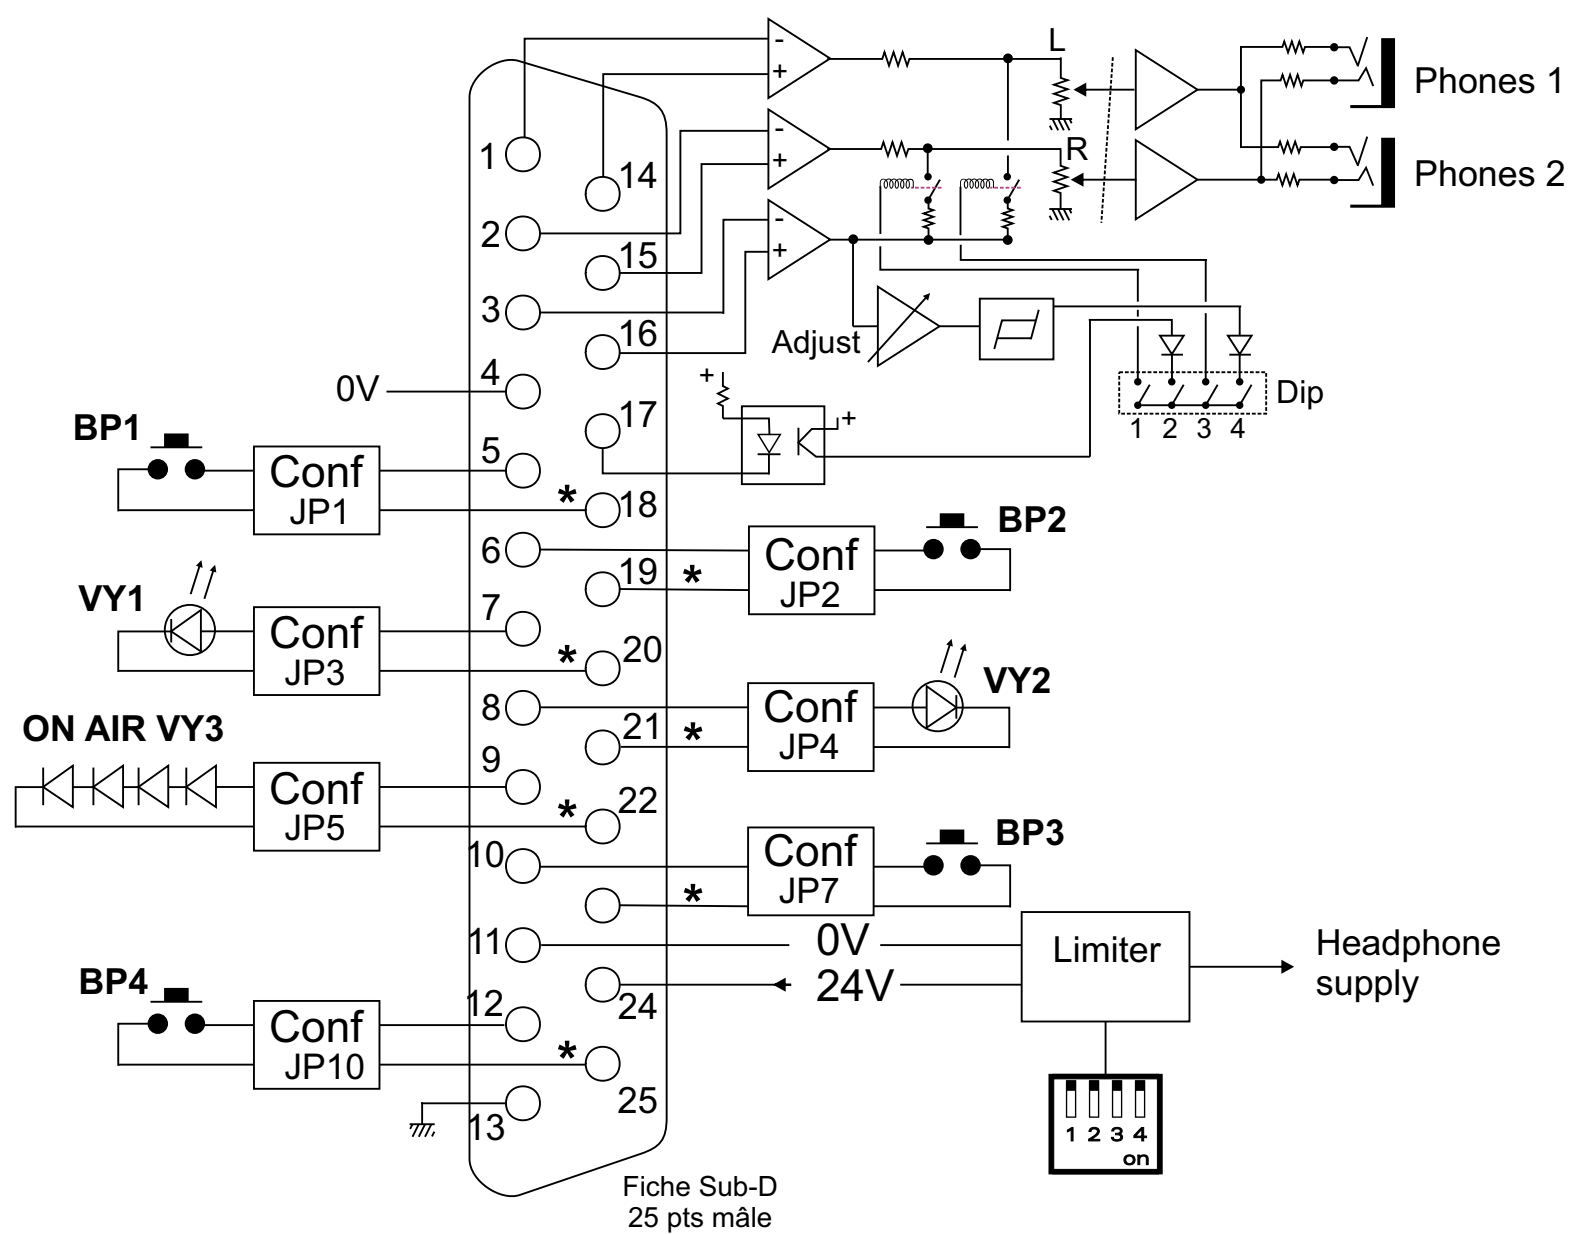 L
-
+
Phones 1
-
+
R
1
14
Phones 2
2
-
+
15
3
16
Adjust
4
0V
+
Dip
17
+
1 2 3 4
BP1
5
Conf
JP1
*
18
BP2
6
Conf
JP2
19
*
VY1
7
Conf
JP3
*
20
VY2
8
Conf
JP4
21
*
ON AIR VY3
9
Conf
JP5
*
22
BP3
10
Conf
JP7
*
11
0V
Limiter
Headphone
supply
24V
24
BP4
12
Conf
JP10
*
25
13
1 2 3 4
on
Fiche Sub-D
25 pts mâle